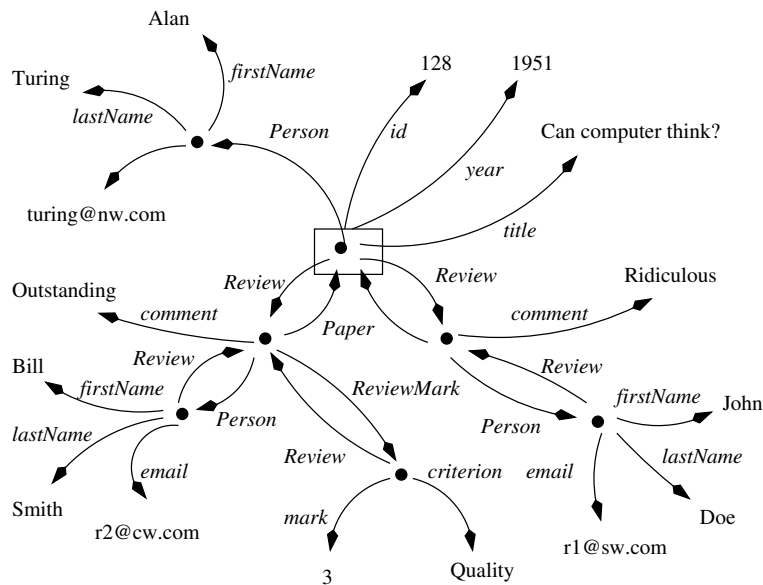 Alan
Turing
firstName
lastName
128
1951
Person
id
Can computer think?
year
turing@nw.com
title
Review
Review
Ridiculous
Outstanding
comment
comment
Paper
Review
Review
Bill
firstName
ReviewMark
firstName
John
Person
Person
lastName
Review
lastName
email
criterion
email
Smith
mark
Doe
r2@cw.com
r1@sw.com
3
Quality